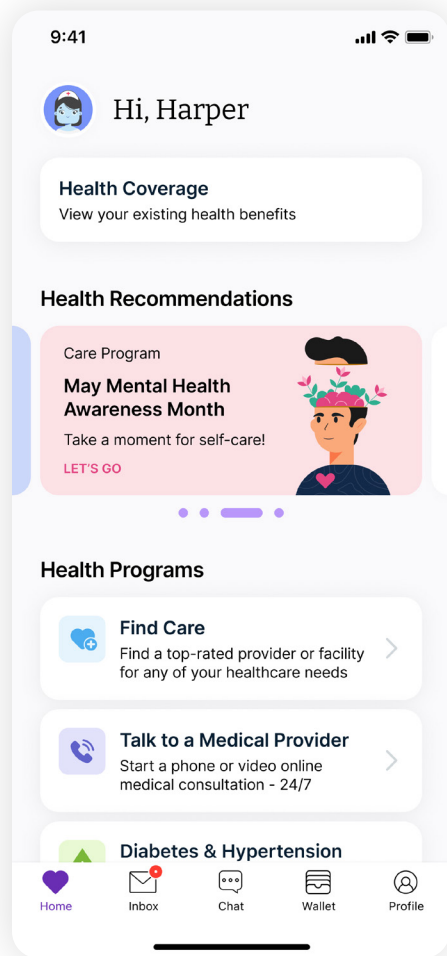 9:41
Hi, Harper
Health Coverage
View your existing health benefits
Health Recommendations
Care Program
May Mental Health
Awareness Month
Take a moment for self-care!
LET'S GO
Health Programs
Find Care
Find a top-rated provider or facility
for any of your healthcare needs
Talk to a Medical Provider
Start a phone or video online
medical consultation - 24/7
Diabetes & Hypertension
Home
Inbox
Chat
Wallet
Profile